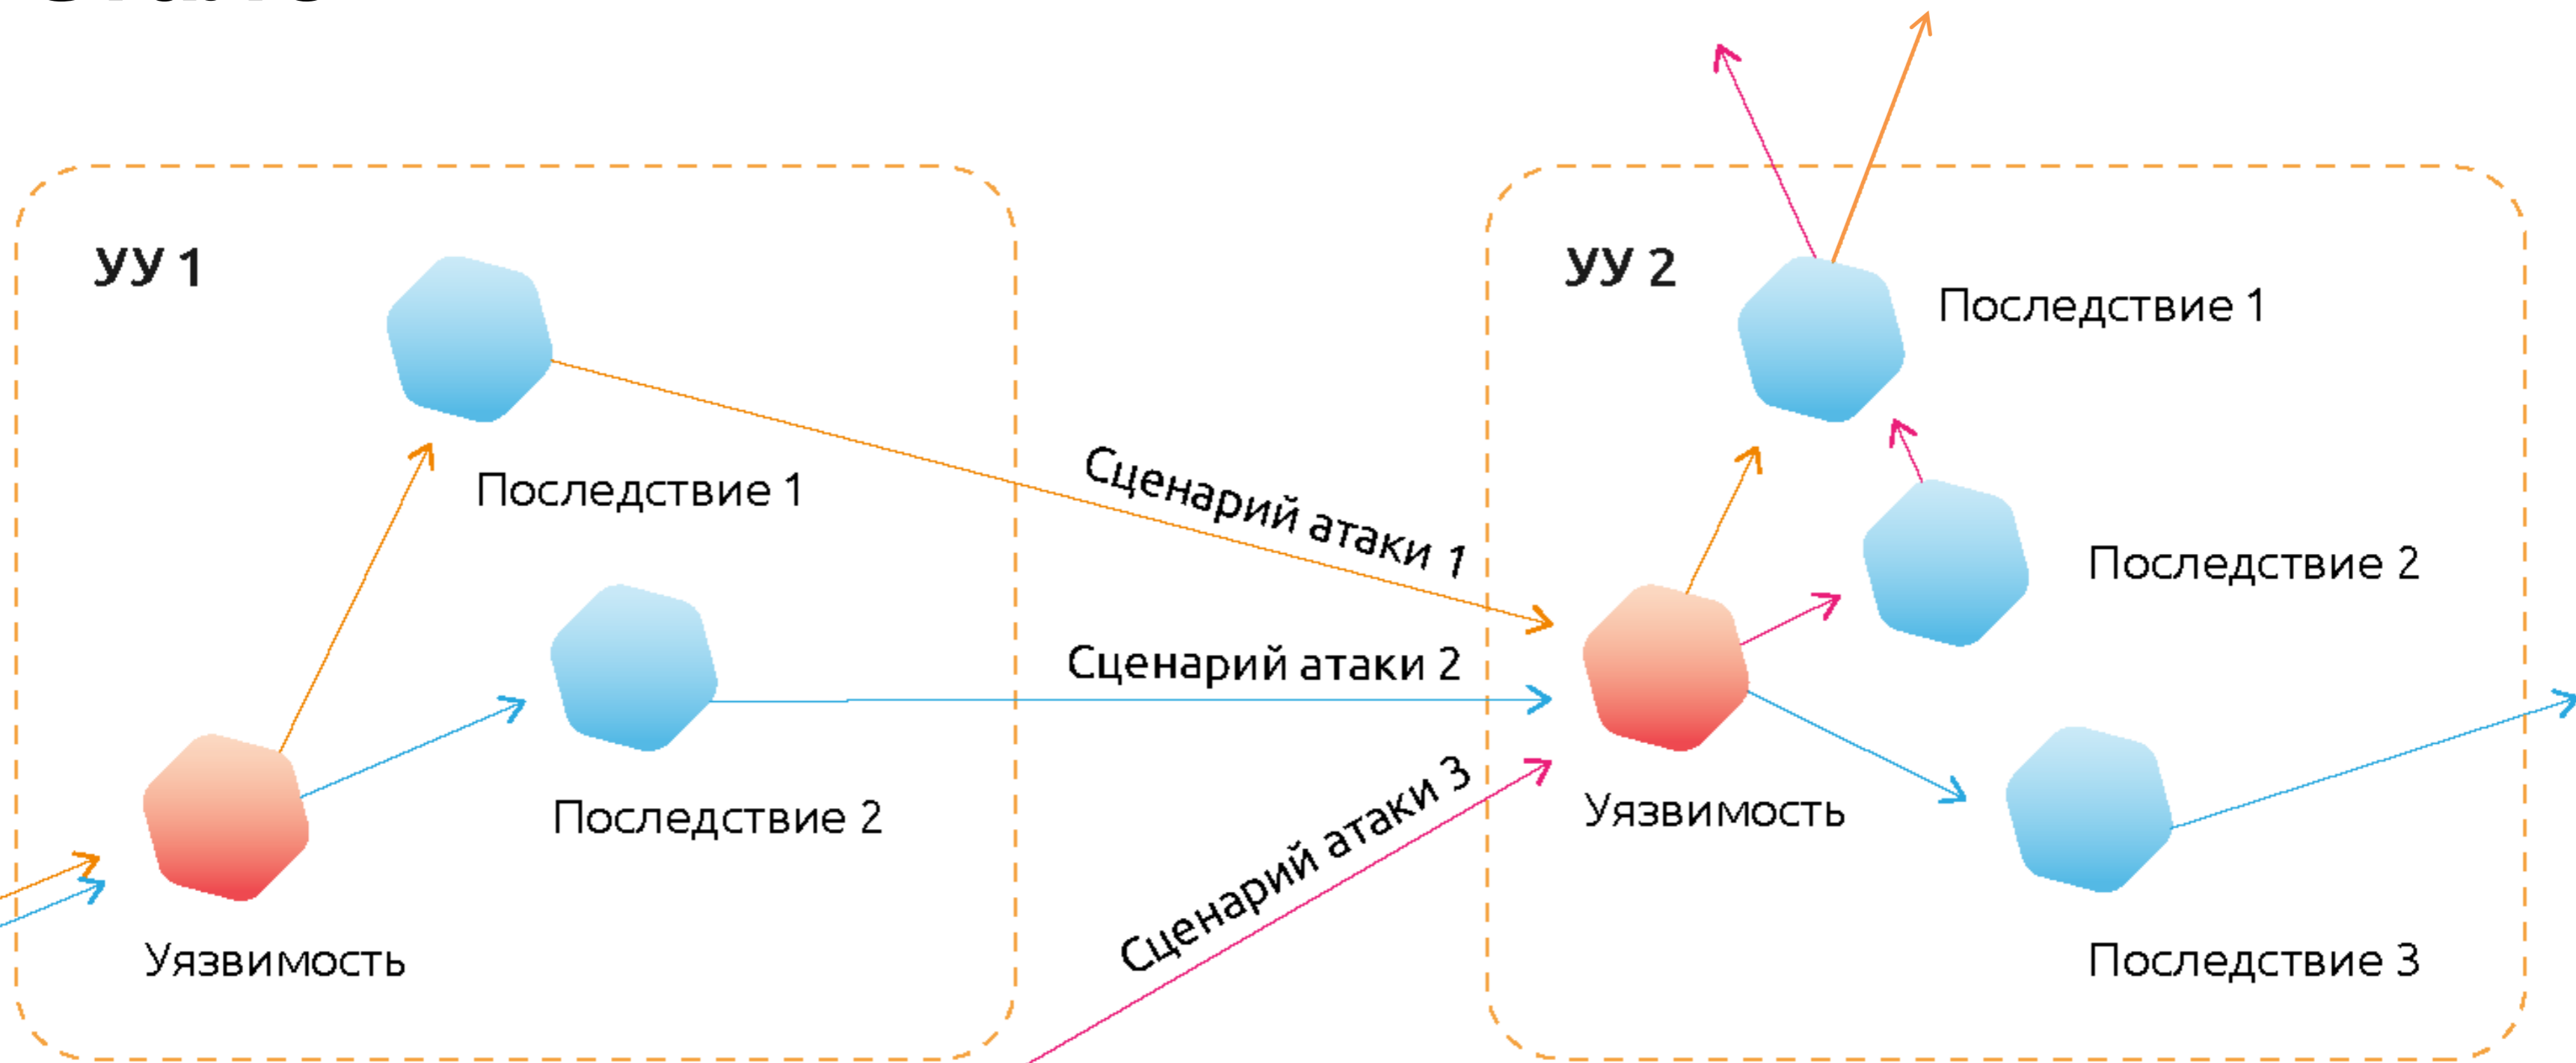 УУ 1
Последствие 1
Последствие 2
Уязвимость
Сценарий атаки 1
Сценарий атаки 2
Сценарий атаки 3
УУ 2
Последствие 1
Последствие 2
Уязвимость
Последствие 3